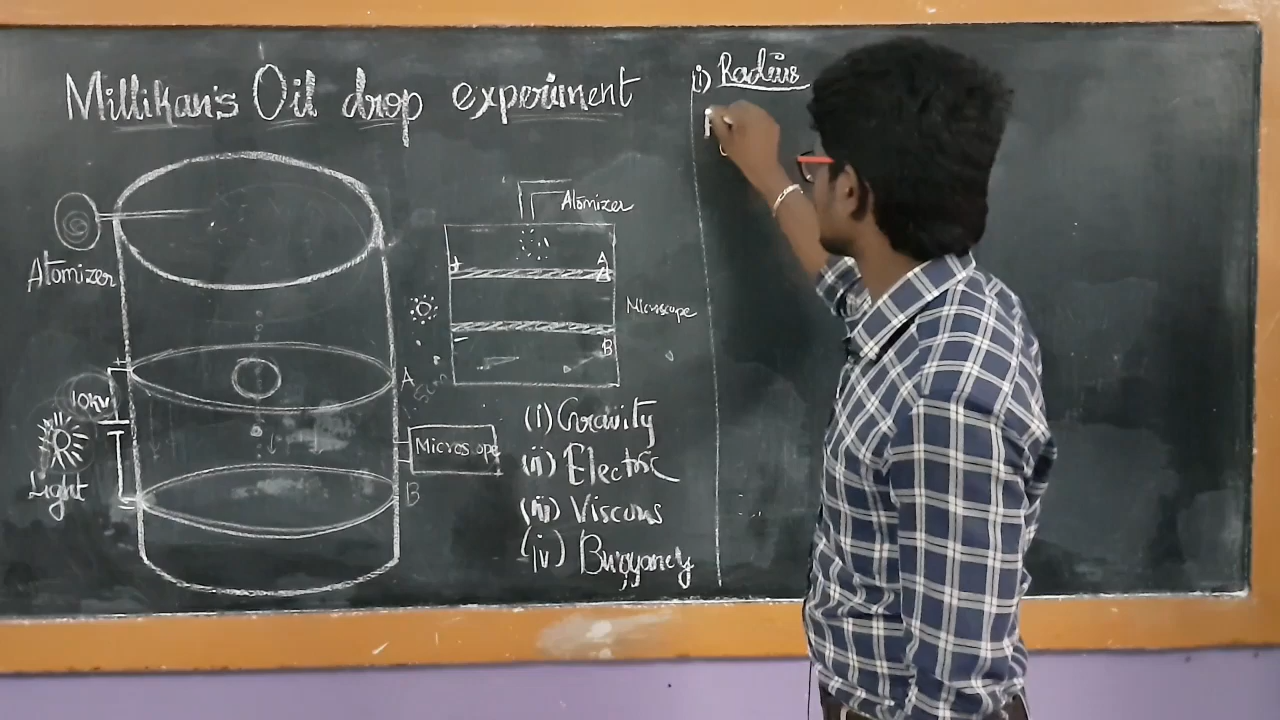 Millikan's Oil drop experiment
Atomizer
+
10kv
Light
A
Microscope
B
Atomizer
+
A
Microscope
-
B
(i) Gravity
(ii) Electric
(iii) Viscous
(iv) Buoyancy
(i) Radius